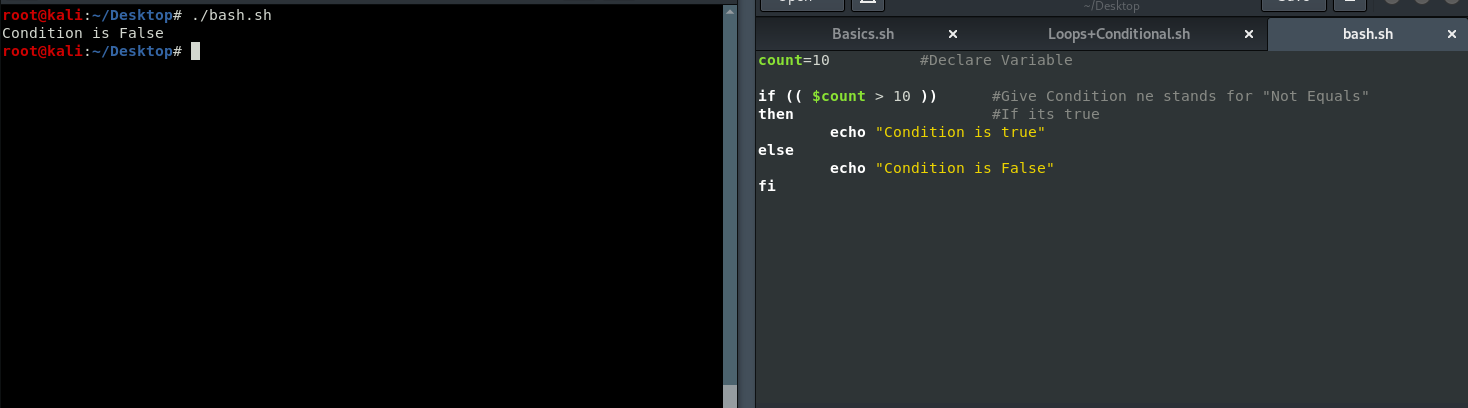 root@kali:~/Desktop# ./bash.sh
Condition is False
root@kali:~/Desktop#
~/Desktop
Basics.sh
Loops+Conditional.sh
bash.sh
count=10 #Declare Variable
if (( $count > 10 )) #Give Condition ne stands for "Not Equals"
then #If its true
echo "Condition is true"
else
echo "Condition is False"
fi